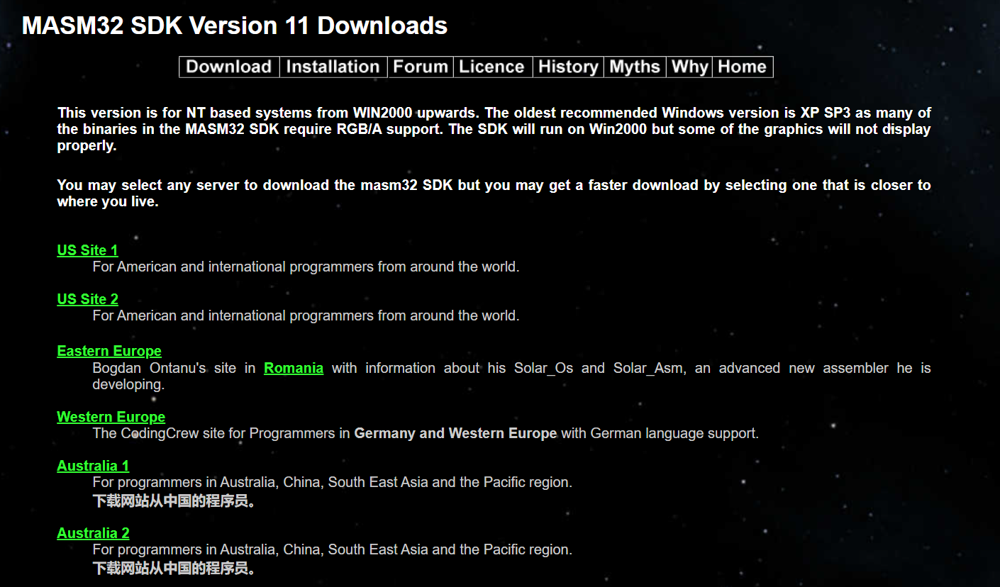 MASM32 SDK Version 11 Downloads
Download Installation Forum Licence History Myths Why Home
This version is for NT based systems from WIN2000 upwards. The oldest recommended Windows version is XP SP3 as many of
the binaries in the MASM32 SDK require RGB/A support. The SDK will run on Win2000 but some of the graphics will not display
properly.
You may select any server to download the masm32 SDK but you may get a faster download by selecting one that is closer to
where you live.
US Site 1
For American and international programmers from around the world.
US Site 2
For American and international programmers from around the world.
Eastern Europe
Bogdan Ontanu's site in Romania with information about his Solar_Os and Solar_Asm, an advanced new assembler he is
developing.
Western Europe
The CodingCrew site for Programmers in Germany and Western Europe with German language support.
Australia 1
For programmers in Australia, China, South East Asia and the Pacific region.
下载网站从中国的程序员。
Australia 2
For programmers in Australia, China, South East Asia and the Pacific region.
下载网站从中国的程序员。